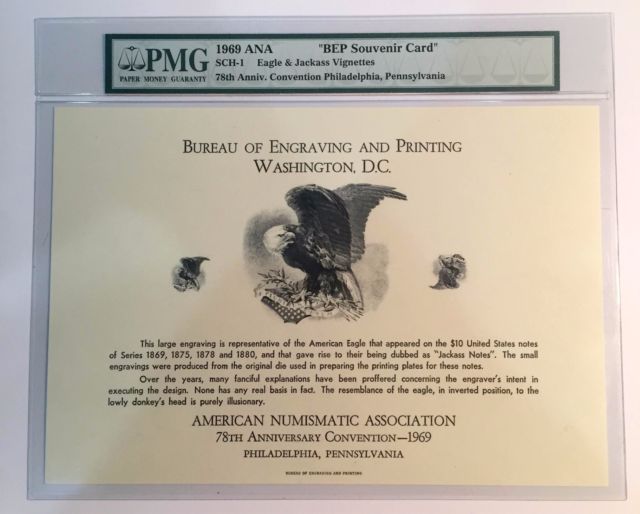 PMG
PAPER MONEY GUARANTY
1969 ANA "BEP Souvenir Card"
SCH-1 Eagle & Jackass Vignettes
78th Anniv. Convention Philadelphia, Pennsylvania
BUREAU OF ENGRAVING AND PRINTING
WASHINGTON, D.C.
This large engraving is representative of the American Eagle that appeared on the $10 United States notes
of Series 1869, 1875, 1878 and 1880, and that gave rise to their being dubbed as "Jackass Notes". The small
engravings were produced from the original die used in preparing the printing plates for these notes.
Over the years, many fanciful explanations have been proffered concerning the engraver's intent in
executing the design. None has any real basis in fact. The resemblance of the eagle, in inverted position, to the
lowly donkey's head is purely illusionary.
AMERICAN NUMISMATIC ASSOCIATION
78TH ANNIVERSARY CONVENTION—1969
PHILADELPHIA, PENNSYLVANIA
BUREAU OF ENGRAVING AND PRINTING